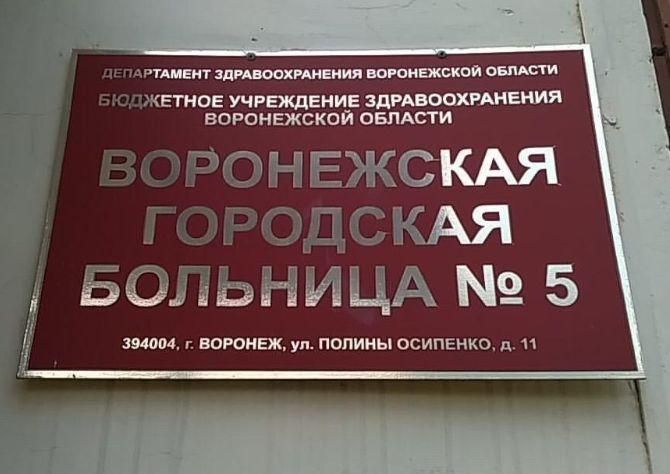 ДЕПАРТАМЕНТ ЗДРАВООХРАНЕНИЯ ВОРОНЕЖСКОЙ ОБЛАСТИ
БЮДЖЕТНОЕ УЧРЕЖДЕНИЕ ЗДРАВООХРАНЕНИЯ
ВОРОНЕЖСКОЙ ОБЛАСТИ
ВОРОНЕЖСКАЯ
ГОРОДСКАЯ
БОЛЬНИЦА № 5
394004, г. ВОРОНЕЖ, ул. ПОЛИНЫ ОСИПЕНКО, д. 11